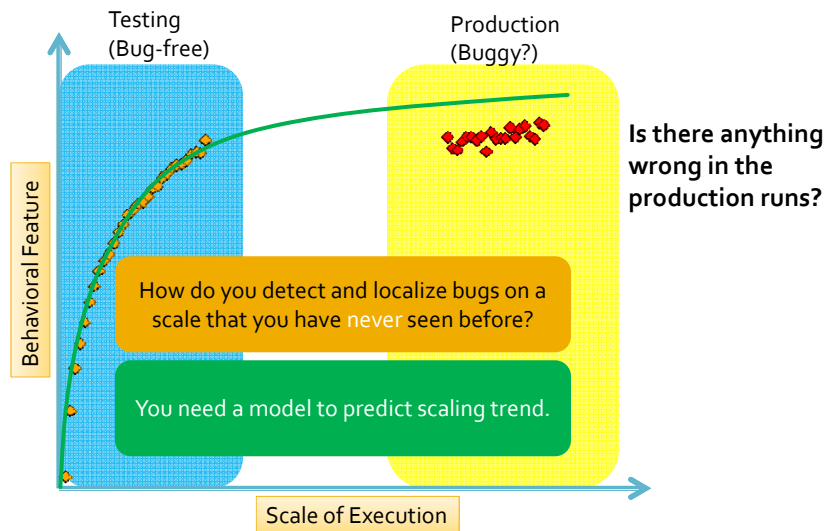 Testing
(Bug-free)
Production
(Buggy?)
Is there anything
wrong in the
production runs?
Behavioral Feature
How do you detect and localize bugs on a
scale that you have never seen before?
You need a model to predict scaling trend.
Scale of Execution